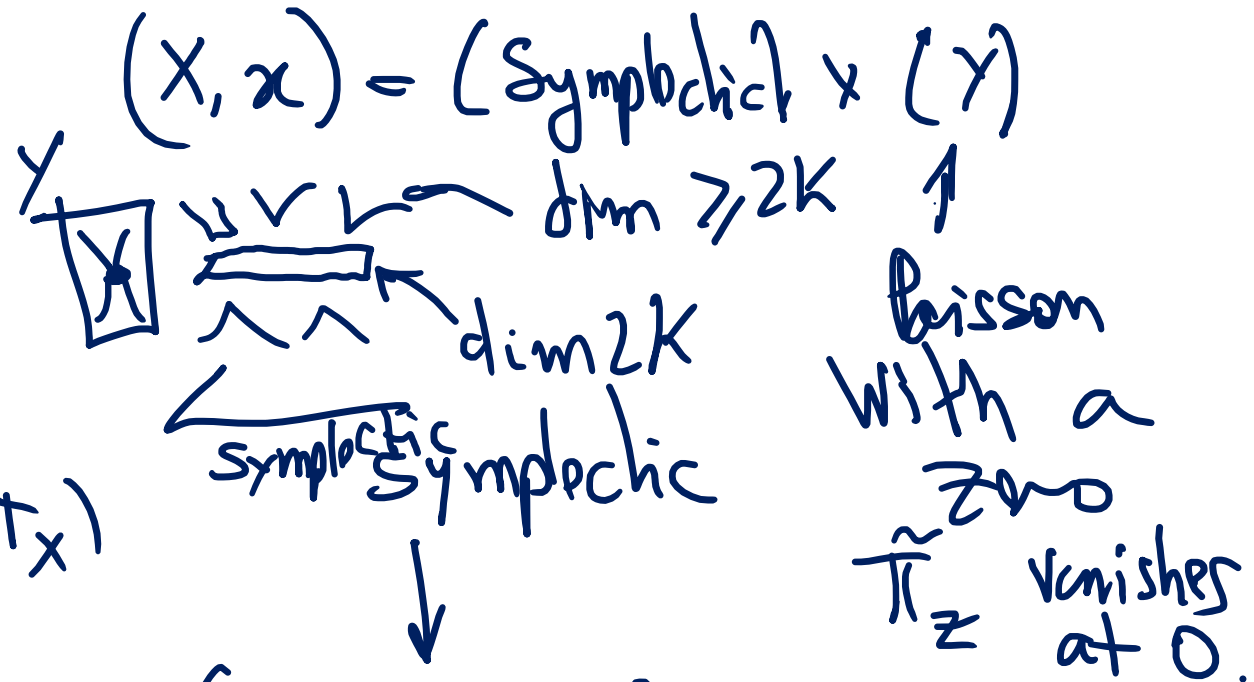 (X, x) = (Symplectic) x (Y)
Y
dim ≥ 2K
dim 2K
Poisson
with a
zero
π̃_z vanishes
at 0.
symplectic
symplectic
T_x)